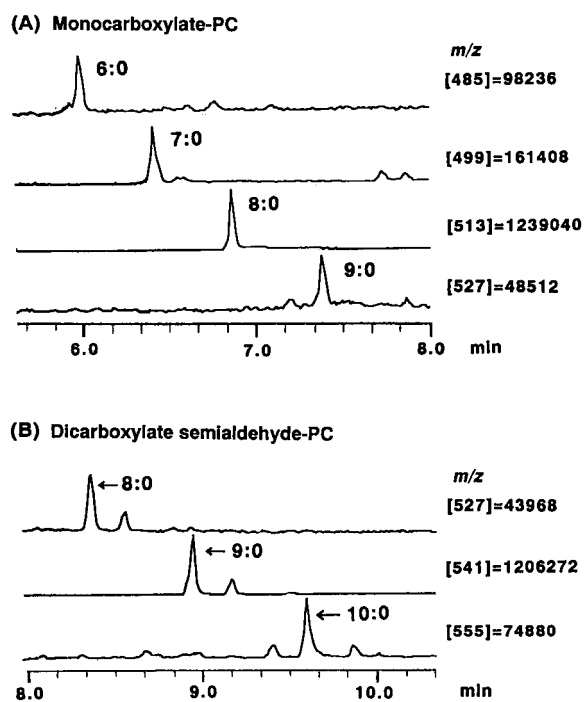 (A) Monocarboxylate-PC
m/z
6:0
[485]=98236
7:0
[499]=161408
8:0
[513]=1239040
9:0
[527]=48512
6.0 7.0 8.0 min
(B) Dicarboxylate semialdehyde-PC
m/z
←8:0
[527]=43968
←9:0
[541]=1206272
←10:0
[555]=74880
8.0 9.0 10.0 min